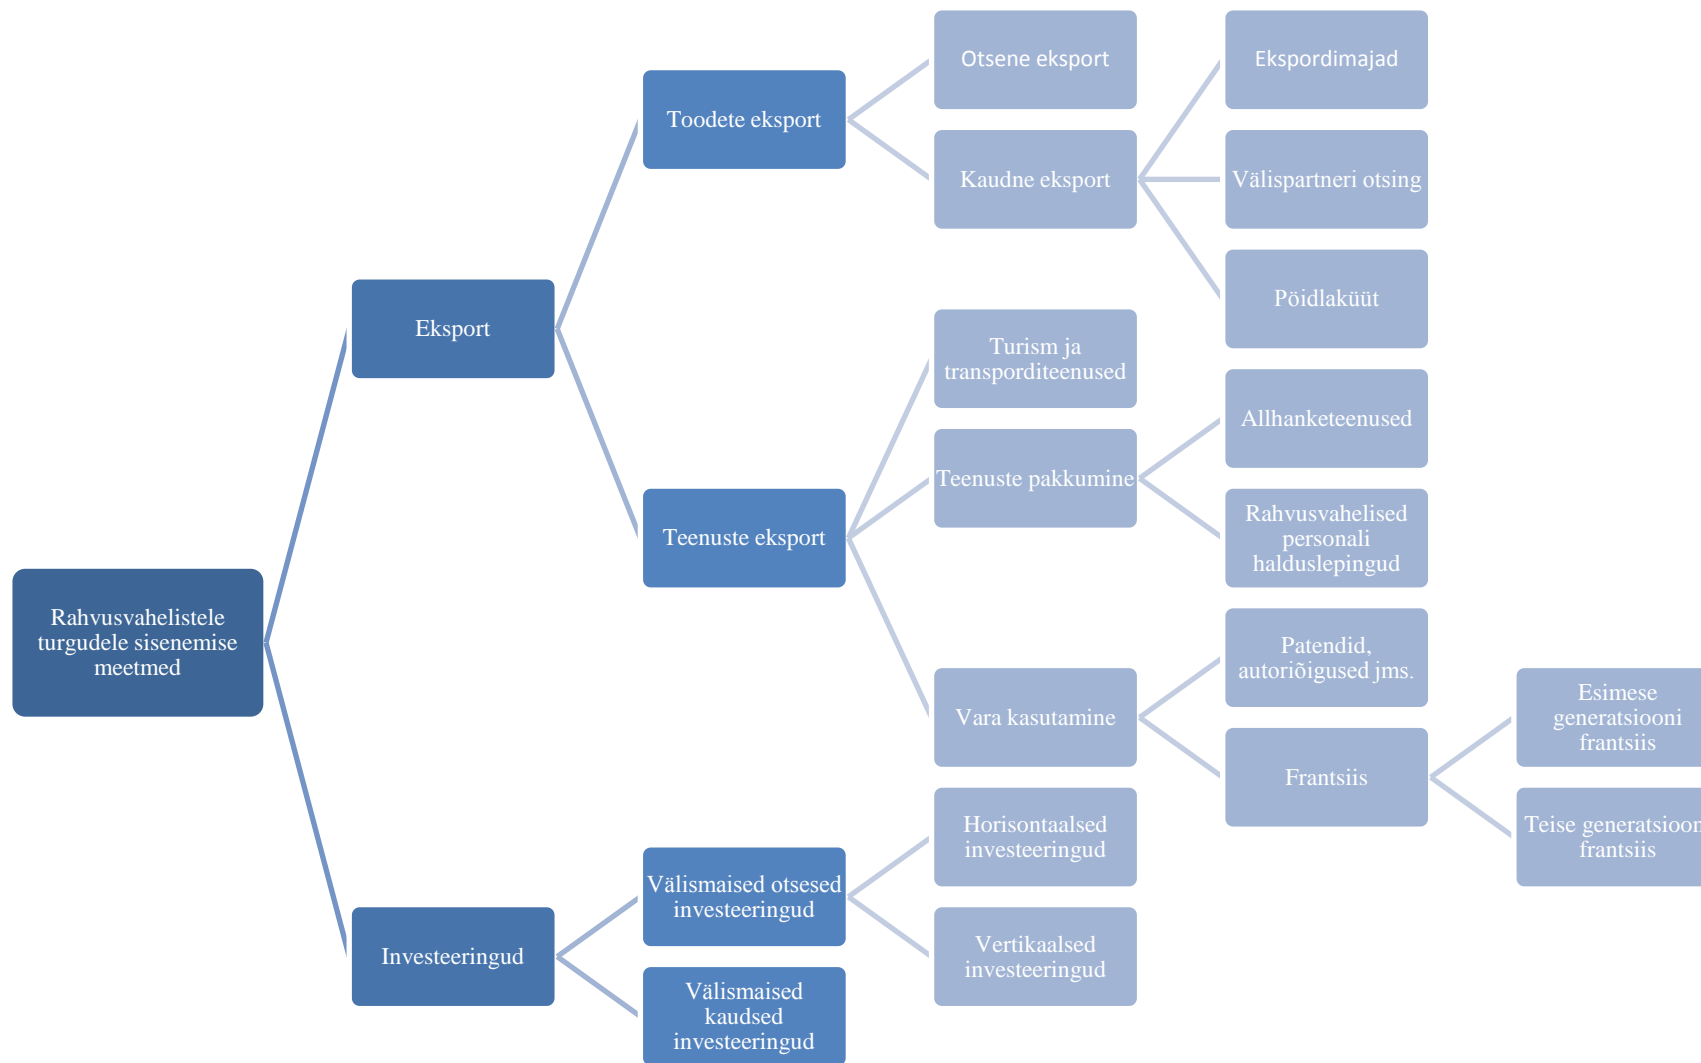 Otsene eksport
Ekspordimajad
Toodete eksport
Kaudne eksport
Välispartneri otsing
Pöidlaküüt
Eksport
Turism ja
transporditeenused
Allhanketeenused
Teenuste pakkumine
Teenuste eksport
Rahvusvahelised
personali
halduslepingud
Rahvusvahelistele
turgudele sisenemise
meetmed
Patendid,
autoriõigused jms.
Vara kasutamine
Esimese
generatsiooni
frantsiis
Frantsiis
Horisontaalsed
investeeringud
Teise generatsioon
frantsiis
Välismaised otsesed
investeeringud
Investeeringud
Vertikaalsed
investeeringud
Välismaised
kaudsed
investeeringud